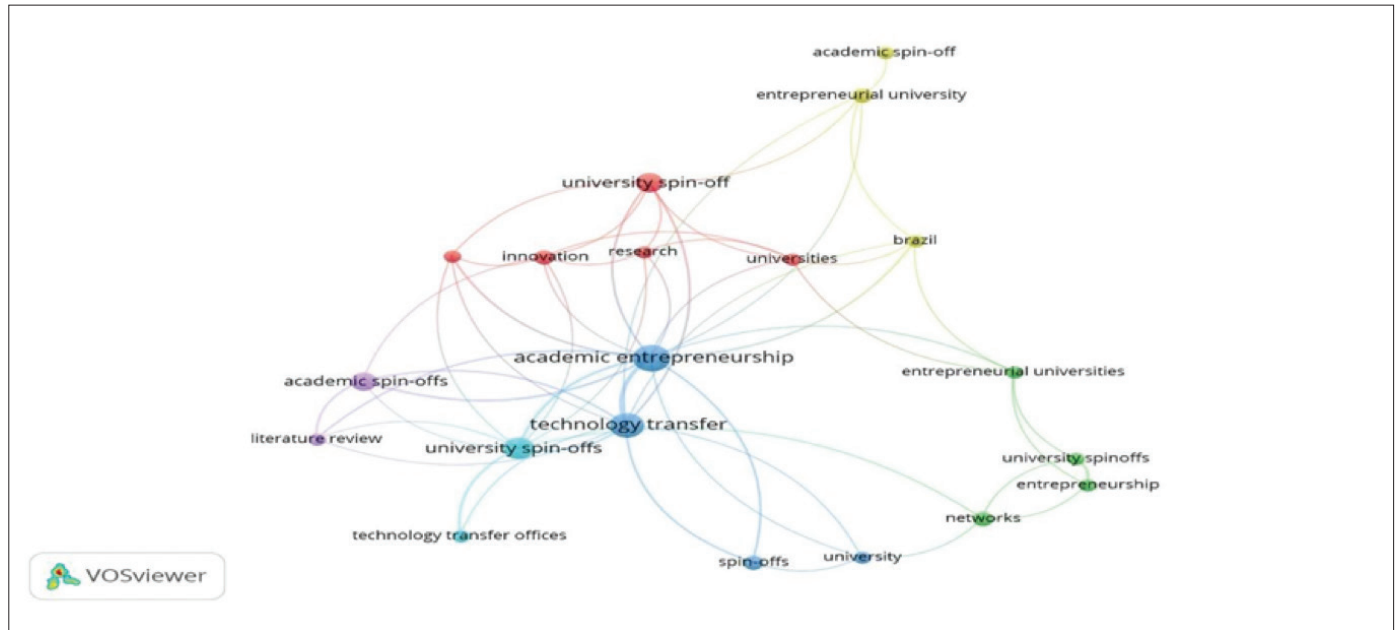 academic spin-off
entrepreneurial university
university spin-off
brazil
innovation
research
universities
academic entrepreneurship
entrepreneurial universities
academic spin-offs
technology transfer
literature review
university spin-offs
university spinoffs
entrepreneurship
networks
technology transfer offices
university
spin-offs
VOSviewer